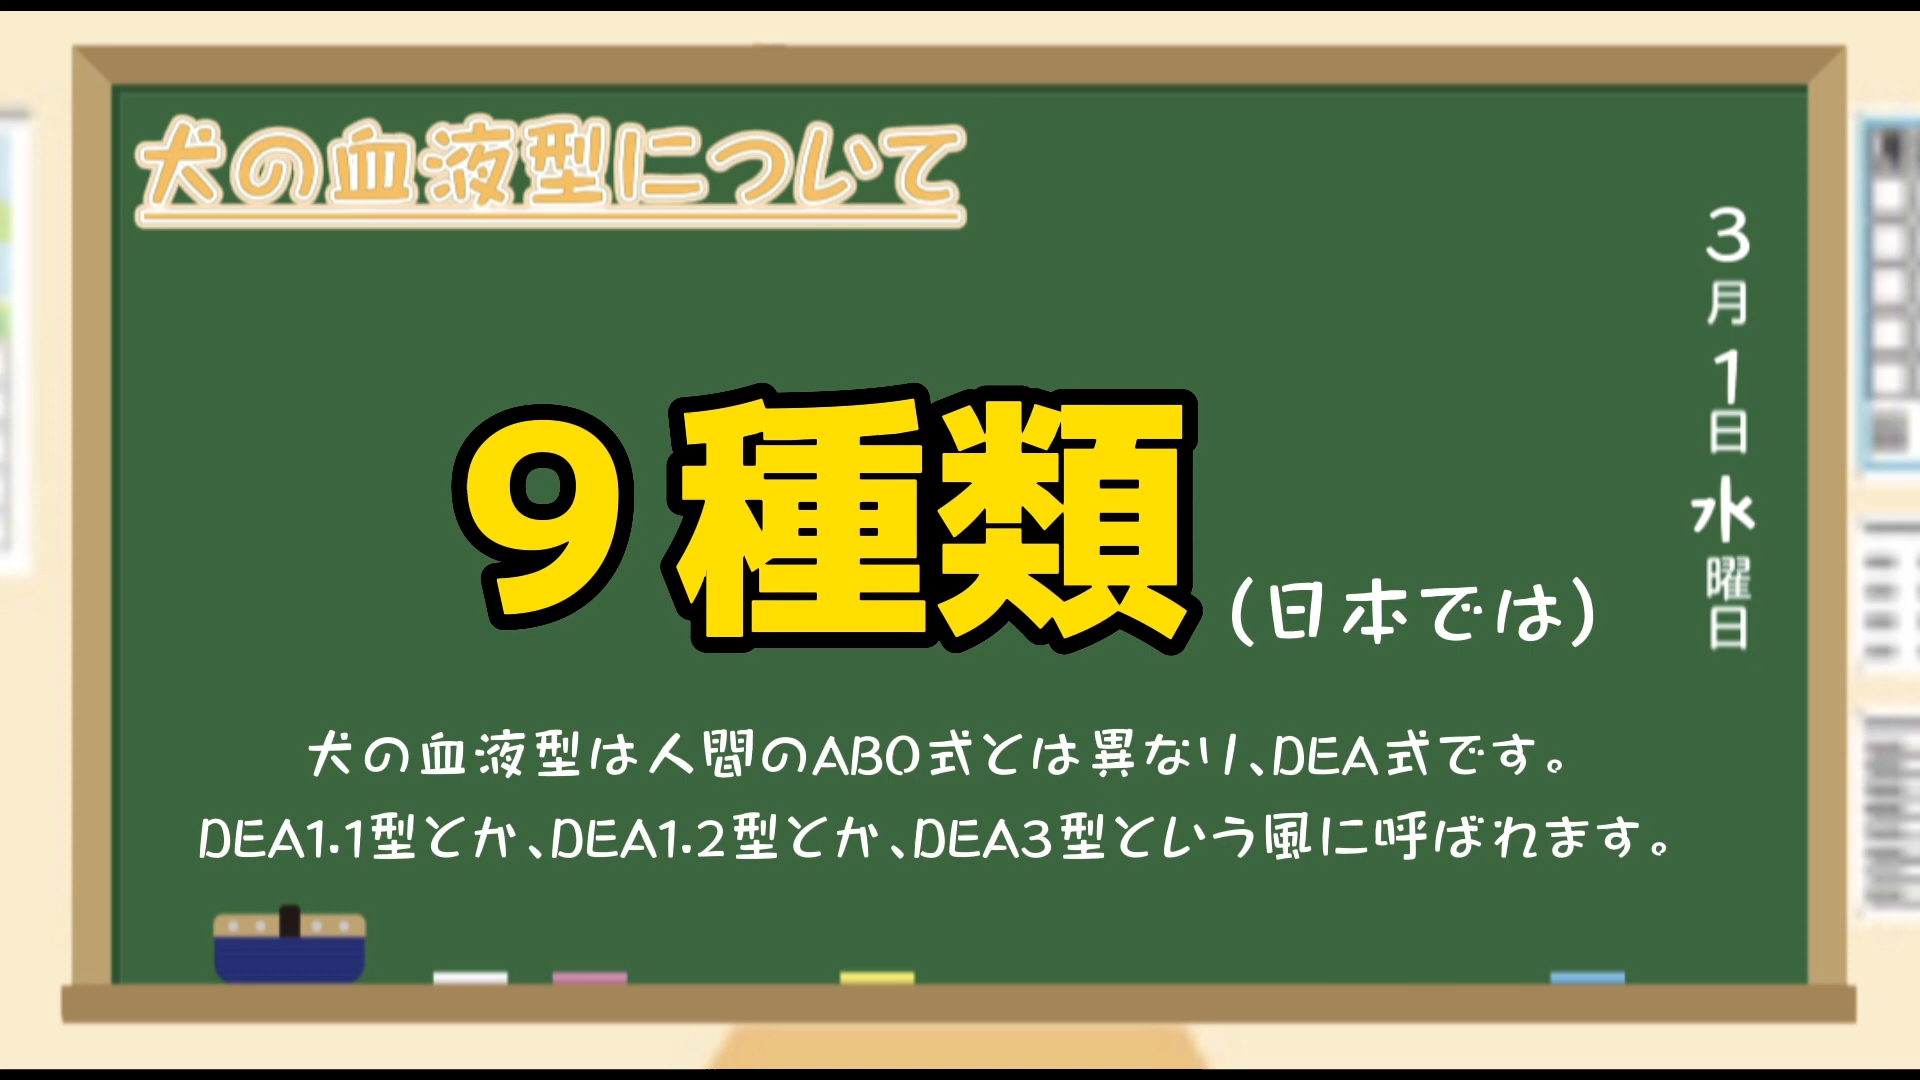 犬の血液型について
3月1日水曜日
9種類
(日本では)
犬の血液型は人間のABO式とは異なり、DEA式です。
DEA1.1型とか、DEA1.2型とか、DEA3型という風に呼ばれます。